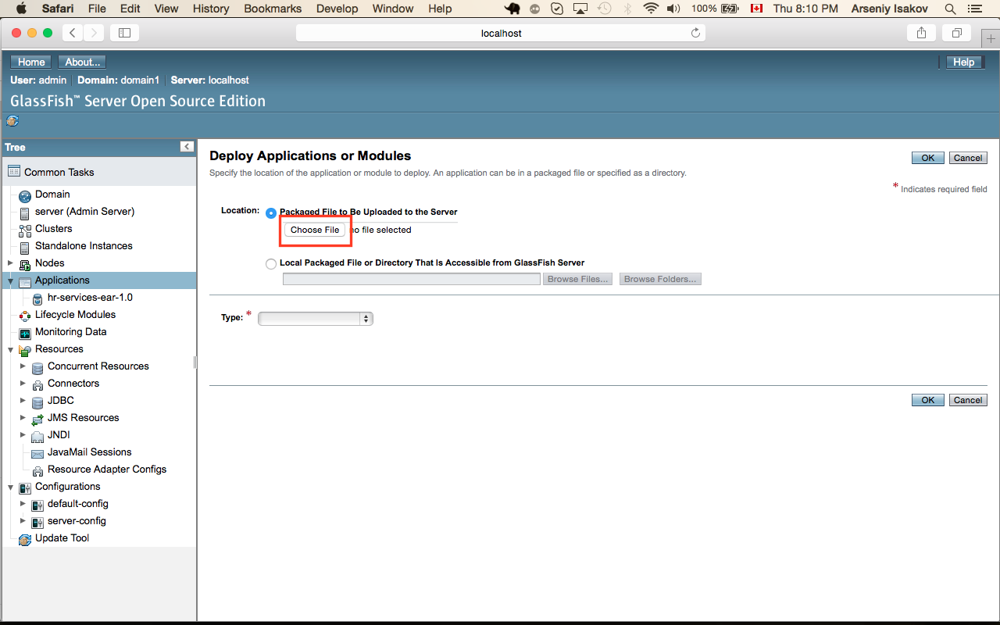 Safari File Edit View History Bookmarks Develop Window Help 100% Thu 8:10 PM Arseniy Isakov
localhost
Home About... Help
User: admin Domain: domain1 Server: localhost
GlassFish™ Server Open Source Edition
Tree
Common Tasks
Domain
server (Admin Server)
Clusters
Standalone Instances
Nodes
Applications
hr-services-ear-1.0
Lifecycle Modules
Monitoring Data
Resources
Concurrent Resources
Connectors
JDBC
JMS Resources
JNDI
JavaMail Sessions
Resource Adapter Configs
Configurations
default-config
server-config
Update Tool
Deploy Applications or Modules
OK Cancel
Specify the location of the application or module to deploy. An application can be in a packaged file or specified as a directory.
* Indicates required field
Location: Packaged File to Be Uploaded to the Server
Choose File no file selected
Local Packaged File or Directory That Is Accessible from GlassFish Server
Browse Files... Browse Folders...
Type: *
OK Cancel